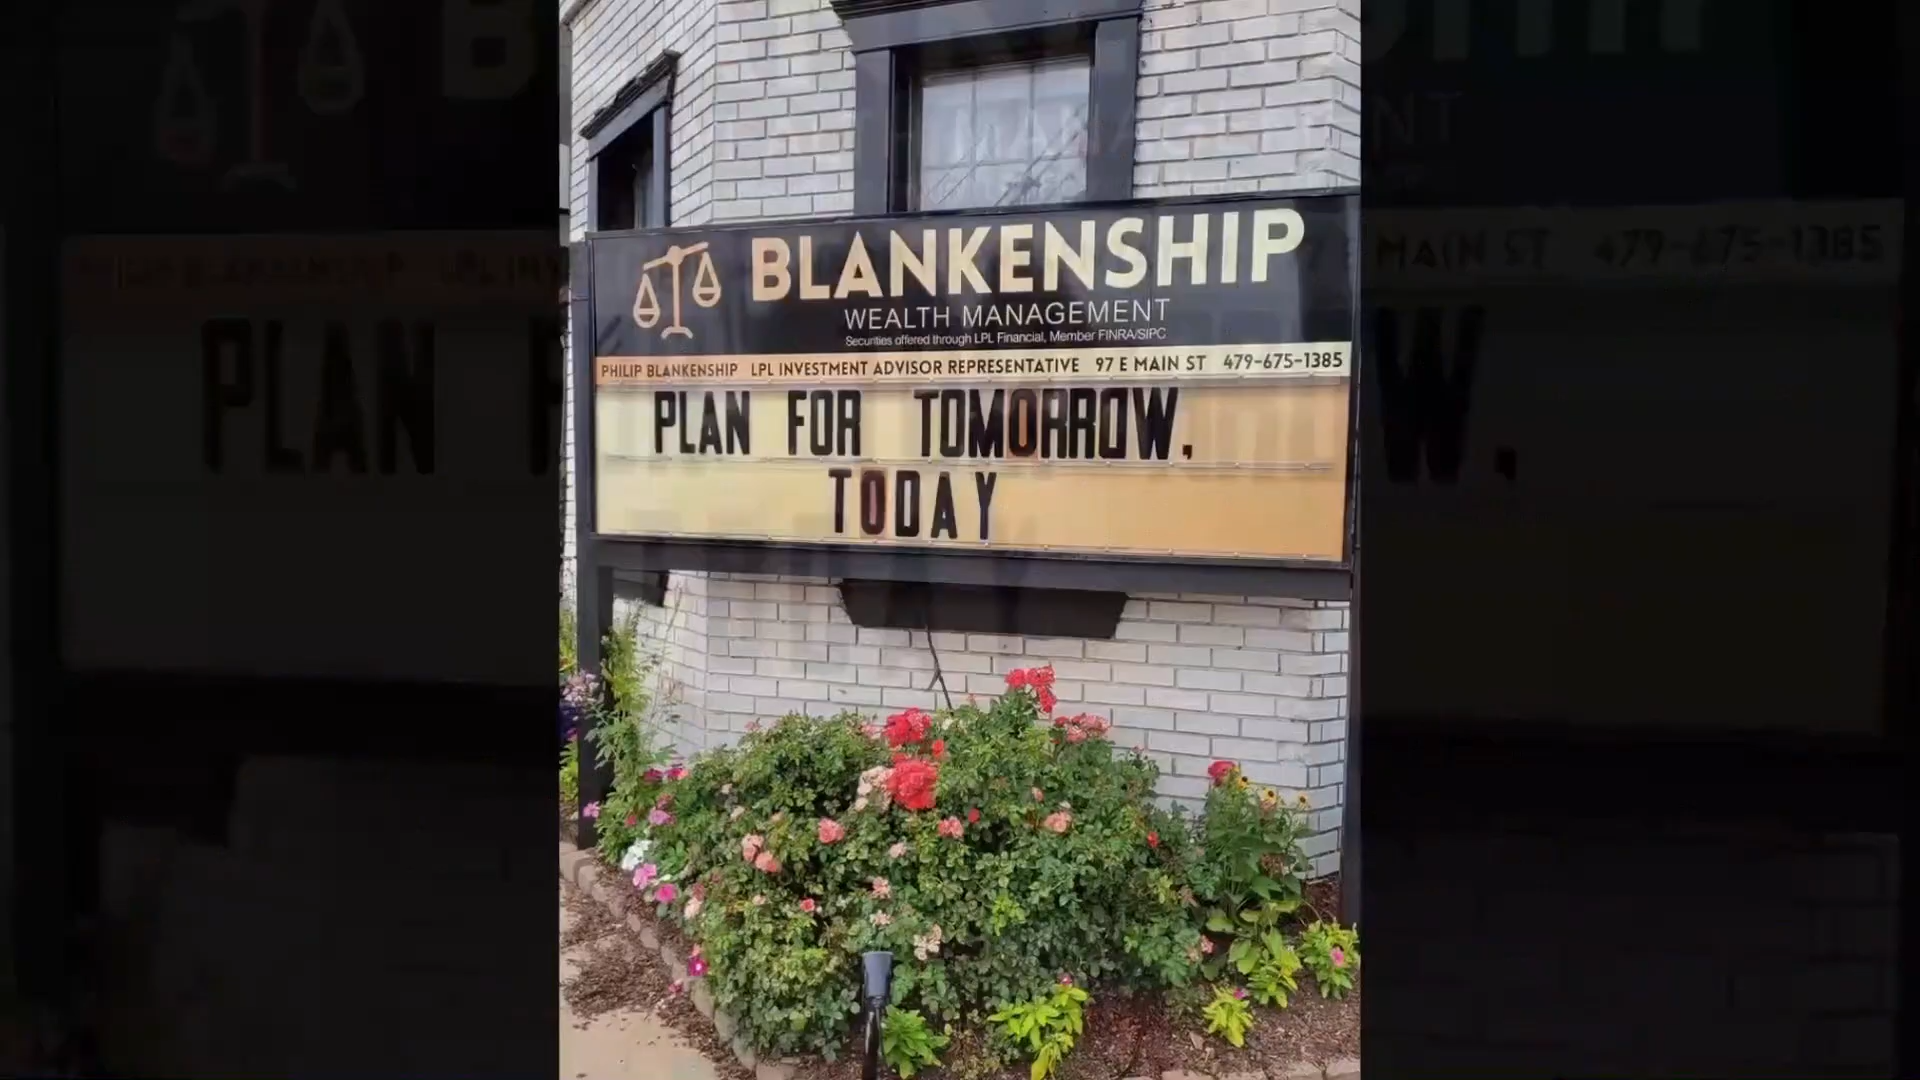 BLANKENSHIP
WEALTH MANAGEMENT
Securities offered through LPL Financial, Member FINRA/SIPC
PHILIP BLANKENSHIP LPL INVESTMENT ADVISOR REPRESENTATIVE 97 E MAIN ST 479-675-1385
PLAN FOR TOMORROW,
TODAY